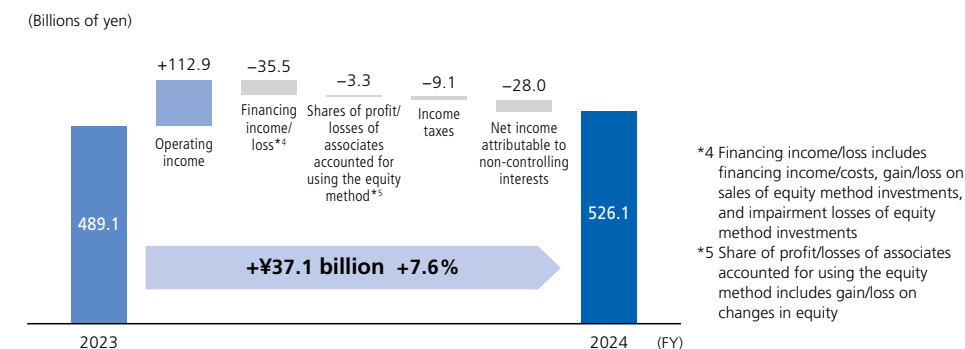 (Billions of yen)
+112.9
Operating
income
−35.5
Financing
income/
loss*4
−3.3
Shares of profit/
losses of
associates
accounted for
using the equity
method*5
−9.1
Income
taxes
−28.0
Net income
attributable to
non-controlling
interests
489.1
526.1
+¥37.1 billion +7.6%
2023
2024
(FY)
*4 Financing income/loss includes
financing income/costs, gain/loss on
sales of equity method investments,
and impairment losses of equity
method investments
*5 Share of profit/losses of associates
accounted for using the equity
method includes gain/loss on
changes in equity